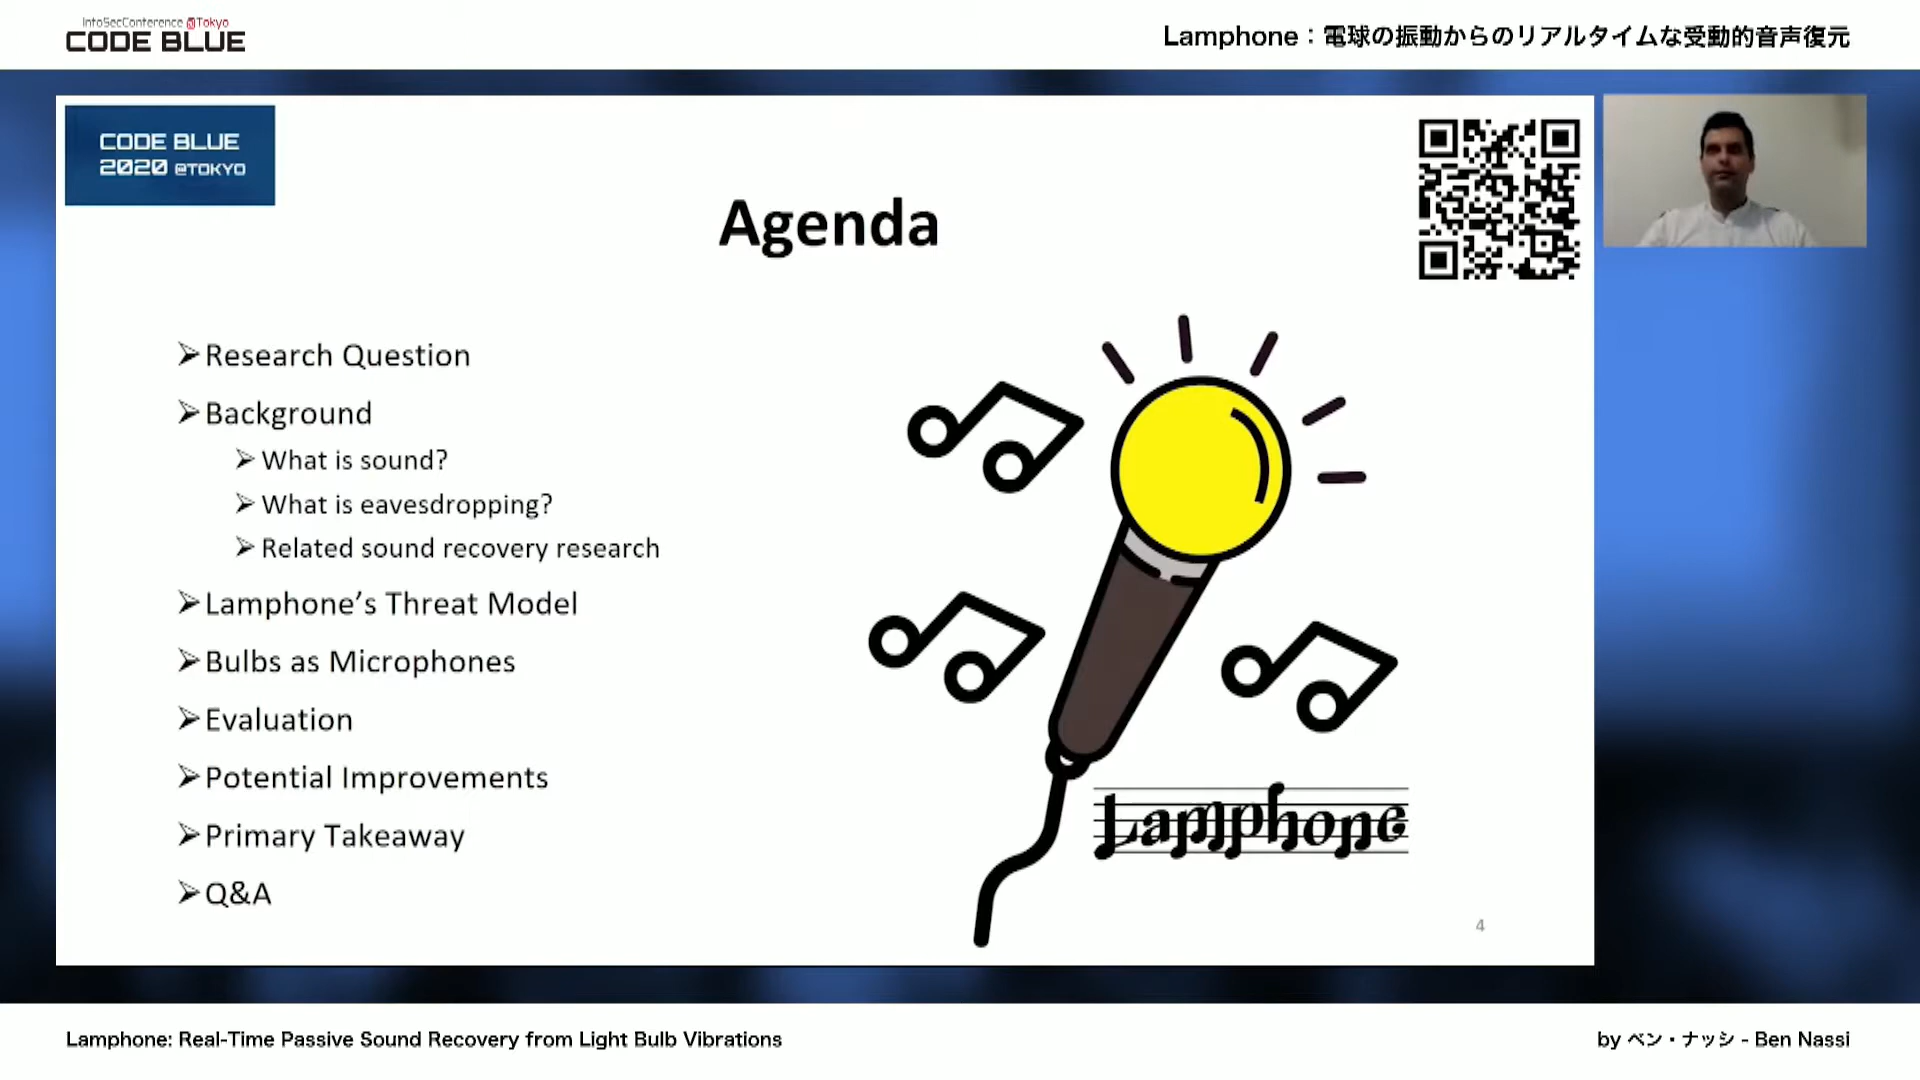 InfoSecConference @Tokyo
CODE BLUE
Lamphone：電球の振動からのリアルタイムな受動的音声復元
CODE BLUE
2020 @TOKYO
Agenda
Research Question
Background
What is sound?
What is eavesdropping?
Related sound recovery research
Lamphone’s Threat Model
Bulbs as Microphones
Evaluation
Potential Improvements
Primary Takeaway
Q&A
Lamphone
4
Lamphone: Real-Time Passive Sound Recovery from Light Bulb Vibrations
by ベン・ナッシ - Ben Nassi